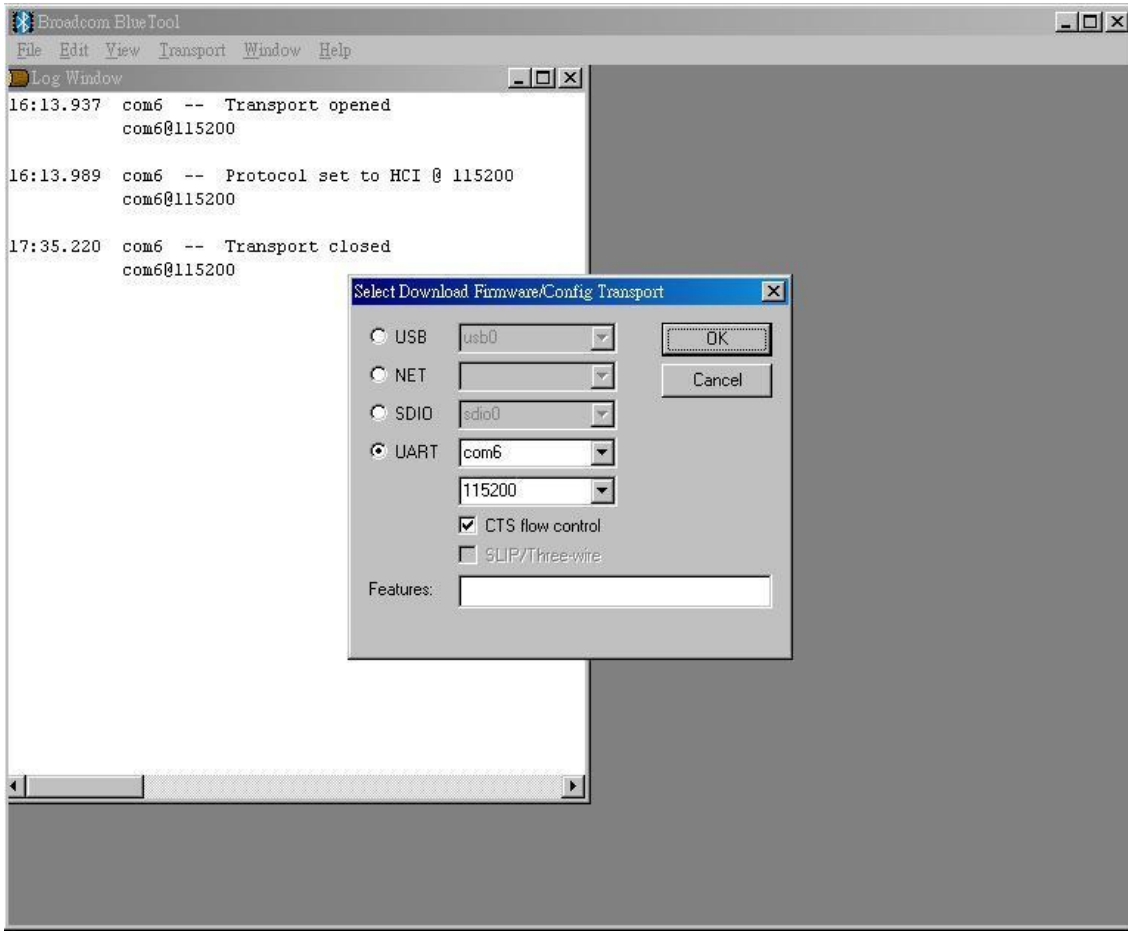 Broadcom BlueTool
File Edit View Transport Window Help
Log Window
16:13.937 com6 -- Transport opened
com6@115200
16:13.989 com6 -- Protocol set to HCI @ 115200
com6@115200
17:35.220 com6 -- Transport closed
com6@115200
Select Download Firmware/Config Transport
USB usb0 OK
NET Cancel
SDIO sdio0
UART com6
115200
CTS flow control
SLIP/Three-wire
Features: